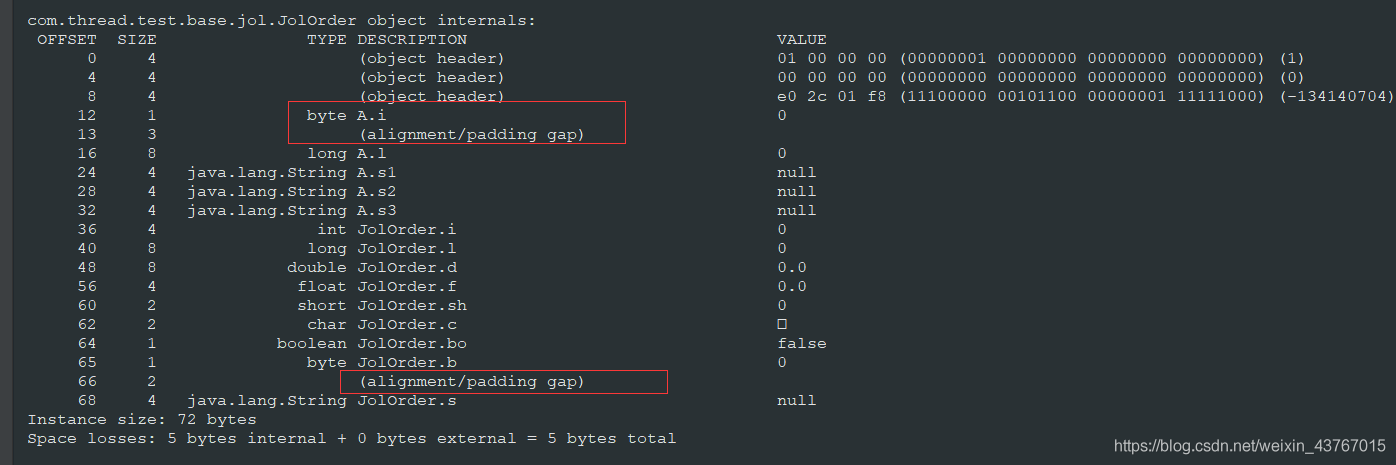 com.thread.test.base.jol.JolOrder object internals:
OFFSET SIZE TYPE DESCRIPTION VALUE
0 4 (object header) 01 00 00 00 (00000001 00000000 00000000 00000000) (1)
4 4 (object header) 00 00 00 00 (00000000 00000000 00000000 00000000) (0)
8 4 (object header) e0 2c 01 f8 (11100000 00101100 00000001 11111000) (-134140704)
12 1 byte A.i 0
13 3 (alignment/padding gap)
16 8 long A.l 0
24 4 java.lang.String A.s1 null
28 4 java.lang.String A.s2 null
32 4 java.lang.String A.s3 null
36 4 int JolOrder.i 0
40 8 long JolOrder.l 0
48 8 double JolOrder.d 0.0
56 4 float JolOrder.f 0.0
60 2 short JolOrder.sh 0
62 2 char JolOrder.c □
64 1 boolean JolOrder.bo false
65 1 byte JolOrder.b 0
66 2 (alignment/padding gap)
68 4 java.lang.String JolOrder.s null
Instance size: 72 bytes
Space losses: 5 bytes internal + 0 bytes external = 5 bytes total
https://blog.csdn.net/weixin_43767015